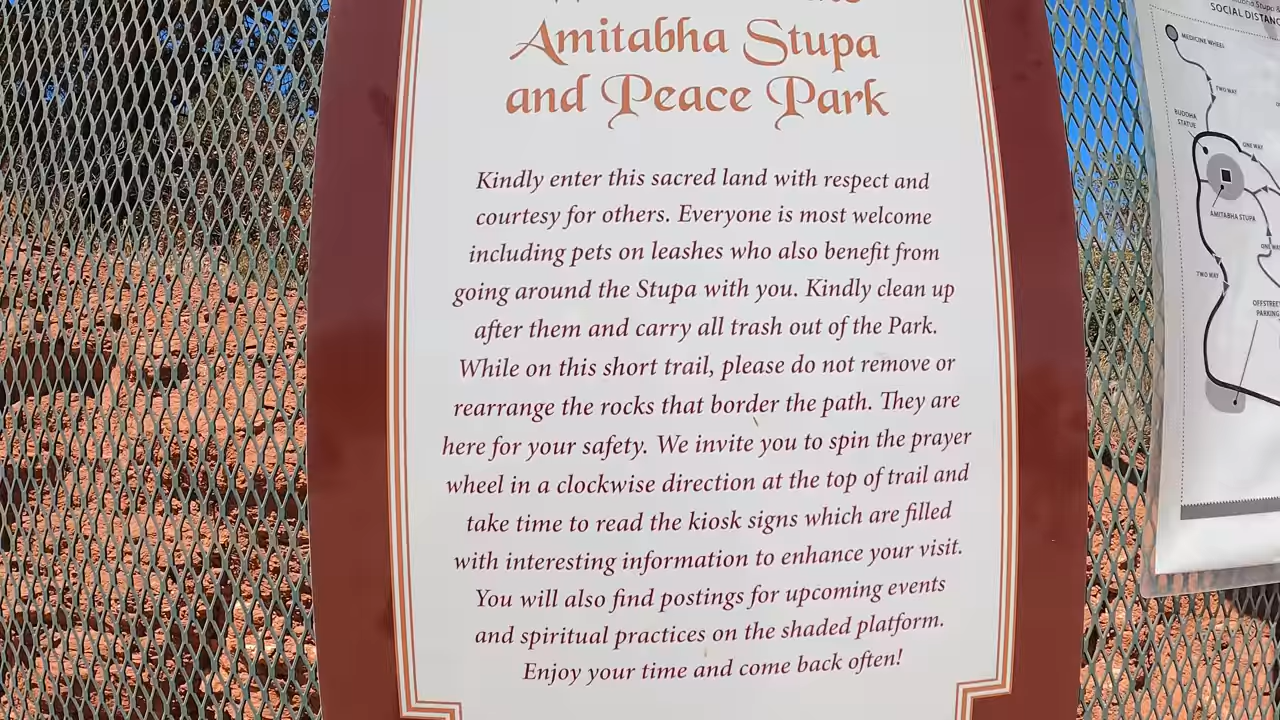 Amitabha Stupa
and Peace Park
Kindly enter this sacred land with respect and
courtesy for others. Everyone is most welcome
including pets on leashes who also benefit from
going around the Stupa with you. Kindly clean up
after them and carry all trash out of the Park.
While on this short trail, please do not remove or
rearrange the rocks that border the path. They are
here for your safety. We invite you to spin the prayer
wheel in a clockwise direction at the top of trail and
take time to read the kiosk signs which are filled
with interesting information to enhance your visit.
You will also find postings for upcoming events
and spiritual practices on the shaded platform.
Enjoy your time and come back often!
Stupa &
SOCIAL
MEDICINE WHEEL
TWO WAY
BUDDHA
STATUE
ONE WAY
AMITABHA STUPA
ONE
TWO WAY
PARKING